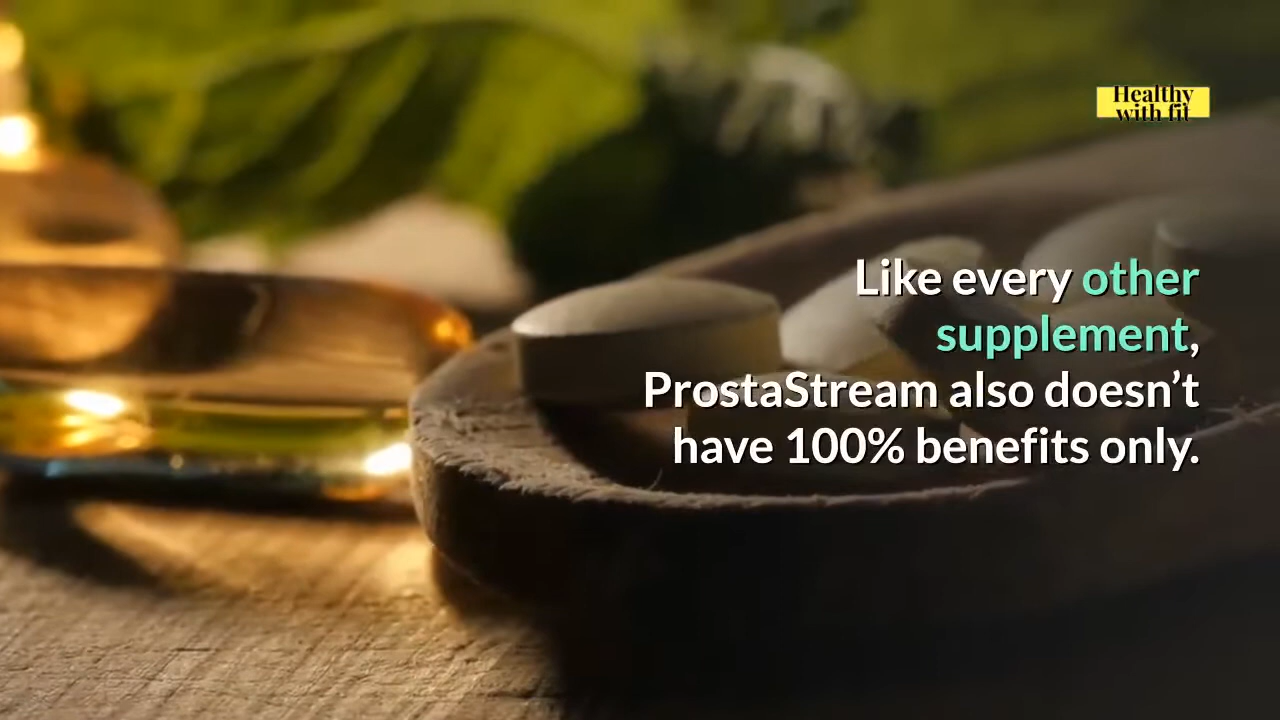 Healthy
with fit
Like every other
supplement,
ProstaStream also doesn’t
have 100% benefits only.